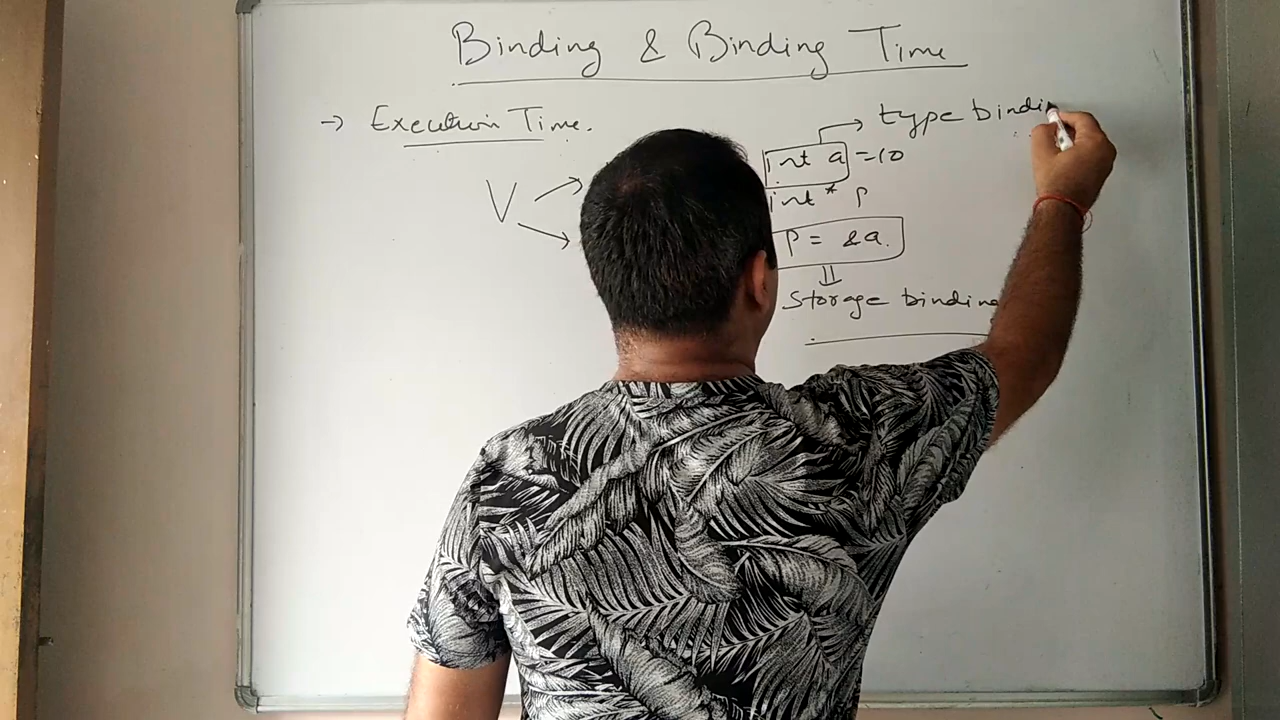 Binding & Binding Time
→ Execution Time.
type bindi
int a = 10
V
int * P
P = &a.
Storage binding